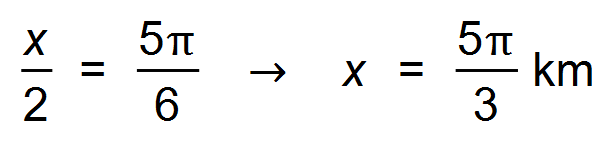 x/2 = 5π/6 → x = 5π/3 km